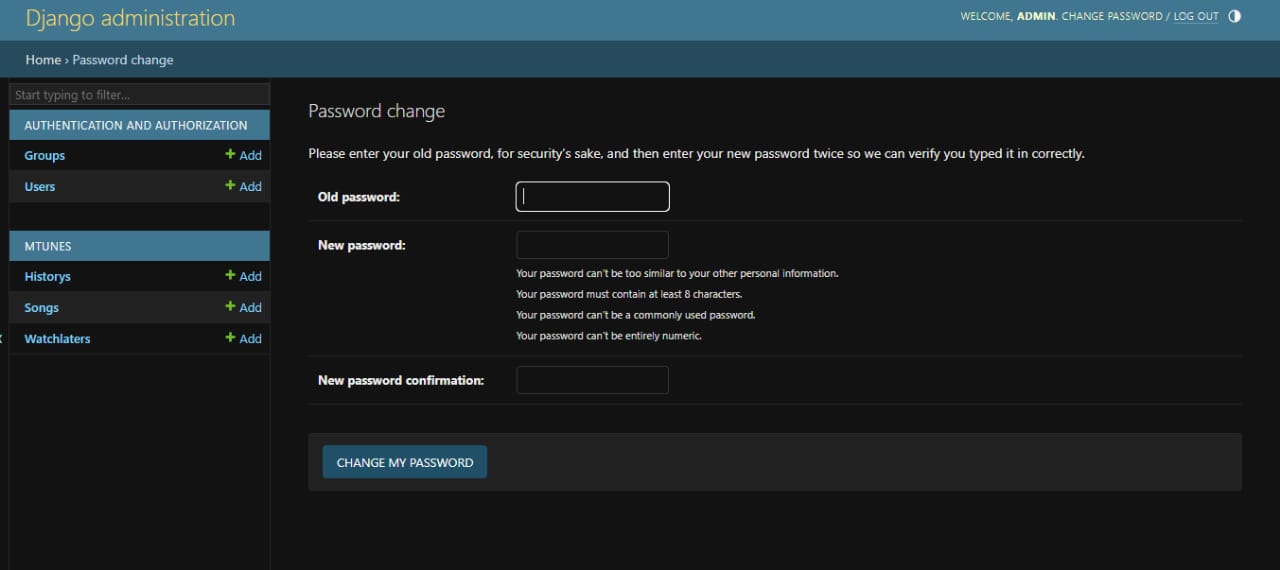 Django administration
WELCOME, ADMIN. CHANGE PASSWORD / LOG OUT
Home › Password change
Start typing to filter...
AUTHENTICATION AND AUTHORIZATION
Groups + Add
Users + Add
MTUNES
Historys + Add
Songs + Add
Watchlaters + Add
Password change
Please enter your old password, for security's sake, and then enter your new password twice so we can verify you typed it in correctly.
Old password:
New password:
Your password can't be too similar to your other personal information.
Your password must contain at least 8 characters.
Your password can't be a commonly used password.
Your password can't be entirely numeric.
New password confirmation:
CHANGE MY PASSWORD